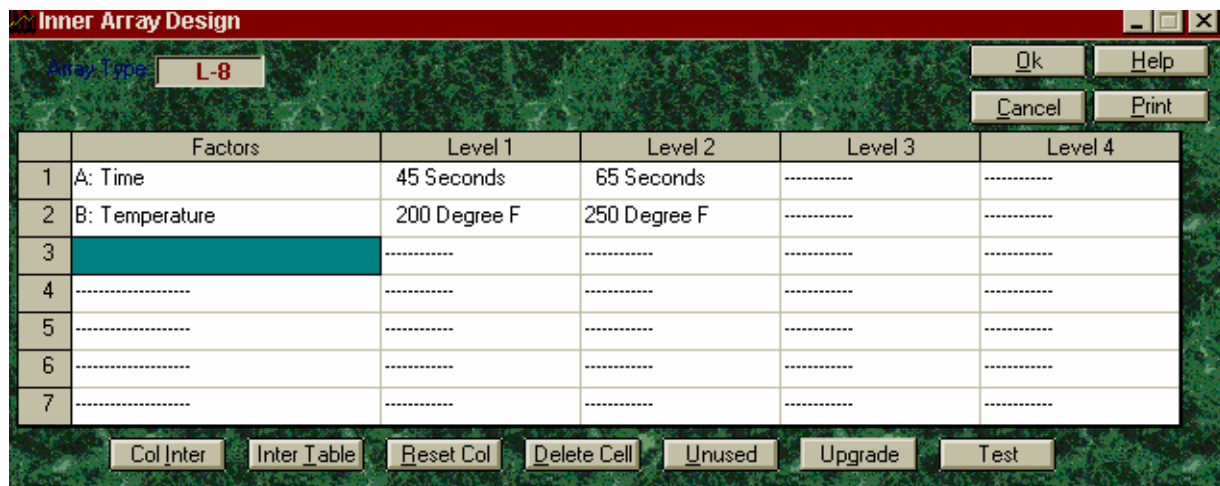 Inner Array Design
Array Type: L-8
Ok Help
Cancel Print
Factors Level 1 Level 2 Level 3 Level 4
1 A: Time 45 Seconds 65 Seconds ----------- -----------
2 B: Temperature 200 Degree F 250 Degree F ----------- -----------
3 ----------- ----------- ----------- -----------
4 ------------------- ----------- ----------- ----------- -----------
5 ------------------- ----------- ----------- ----------- -----------
6 ------------------- ----------- ----------- ----------- -----------
7 ------------------- ----------- ----------- ----------- -----------
Col Inter Inter Table Reset Col Delete Cell Unused Upgrade Test